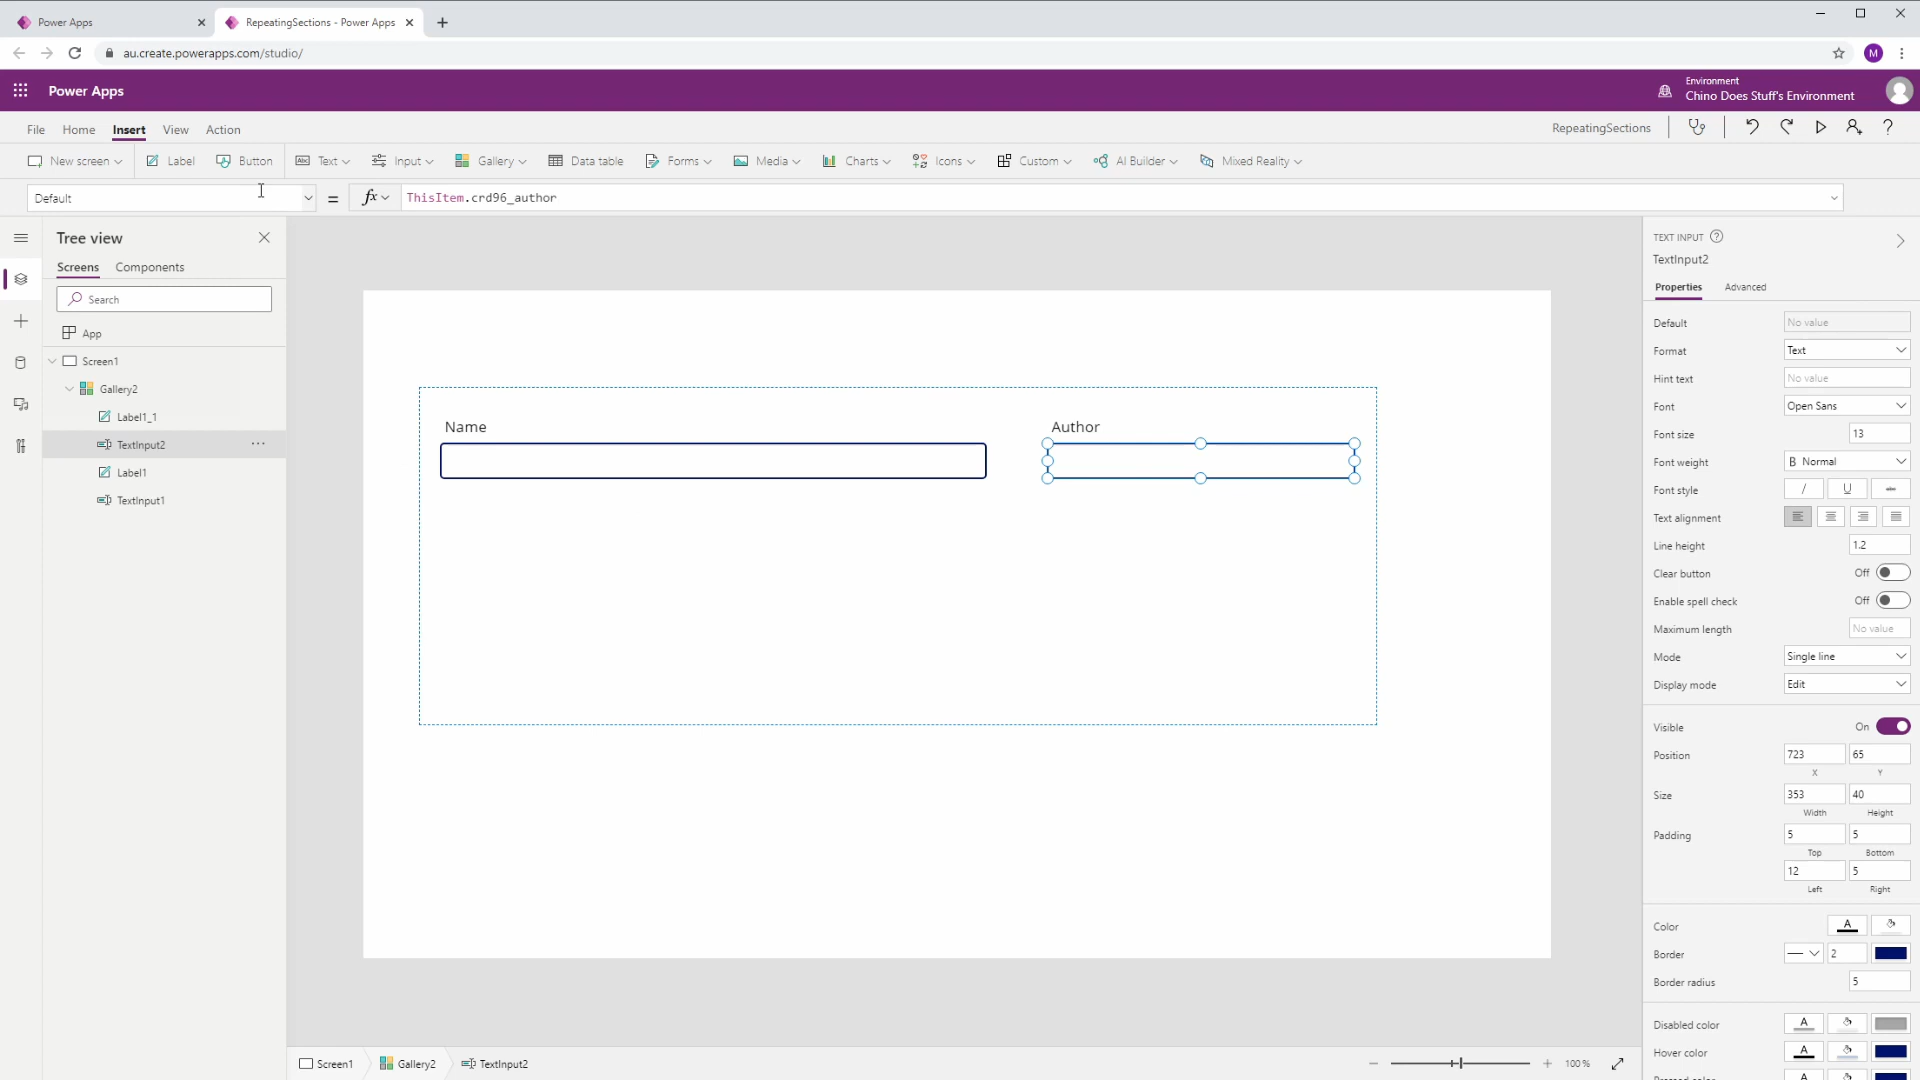 Power Apps
RepeatingSections - Power Apps
M
au.create.powerapps.com/studio/
Power Apps
Environment
Chino Does Stuff's Environment
File Home Insert View Action
RepeatingSections
?
New screen Label Button Abc Text Input Gallery Data table Forms Media Charts Icons Custom AI Builder Mixed Reality
Default = fx ThisItem.crd96_author
Tree view
Screens Components
Search
App
Screen1
Gallery2
Label1_1
TextInput2 ...
Label1
TextInput1
Name
Author
TEXT INPUT ?
TextInput2
Properties Advanced
Default No value
Format Text
Hint text No value
Font Open Sans
Font size 13
Font weight B Normal
Font style / U abc
Text alignment
Line height 1.2
Clear button Off
Enable spell check Off
Maximum length No value
Mode Single line
Display mode Edit
Visible On
Position 723 65
X Y
Size 353 40
Width Height
Padding 5 5
Top Bottom
12 5
Left Right
Color A
Border 2
Border radius 5
Disabled color A
Hover color A
Pressed color A
Screen1 Gallery2 TextInput2
100 %